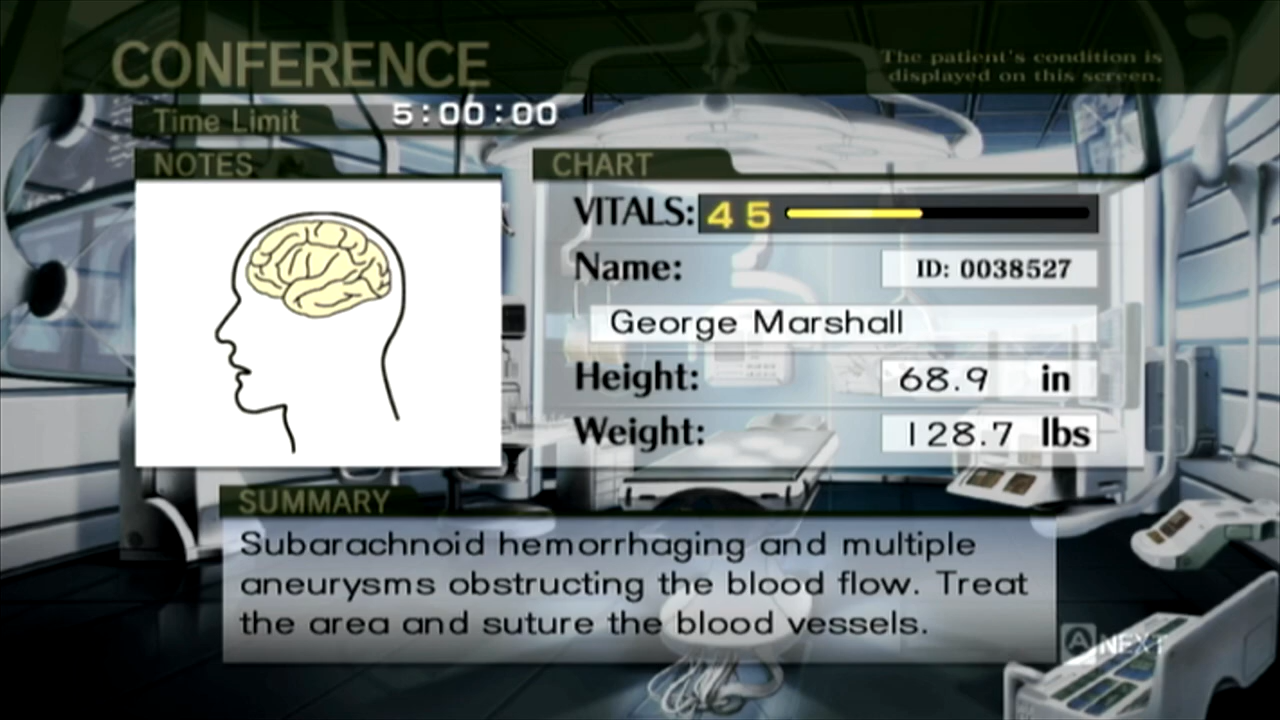 CONFERENCE
The patient's condition is
displayed on this screen.
Time Limit 5:00:00
NOTES
CHART
VITALS: 45
Name: ID: 0038527
George Marshall
Height: 68.9 in
Weight: 128.7 lbs
SUMMARY
Subarachnoid hemorrhaging and multiple
aneurysms obstructing the blood flow. Treat
the area and suture the blood vessels.
A NEXT